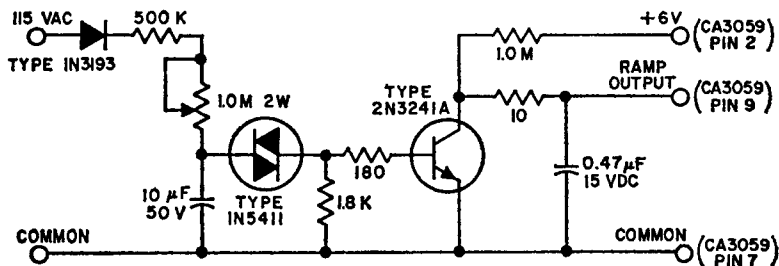 115 VAC
500 K
TYPE 1N3193
1.0M 2W
10 µF
50 V
TYPE
1N5411
1.8 K
180
TYPE
2N3241A
1.0 M
+6V
(CA3059
PIN 2)
RAMP
OUTPUT
(CA3059
PIN 9)
10
0.47µF
15 VDC
COMMON
COMMON
(CA3059
PIN 7)